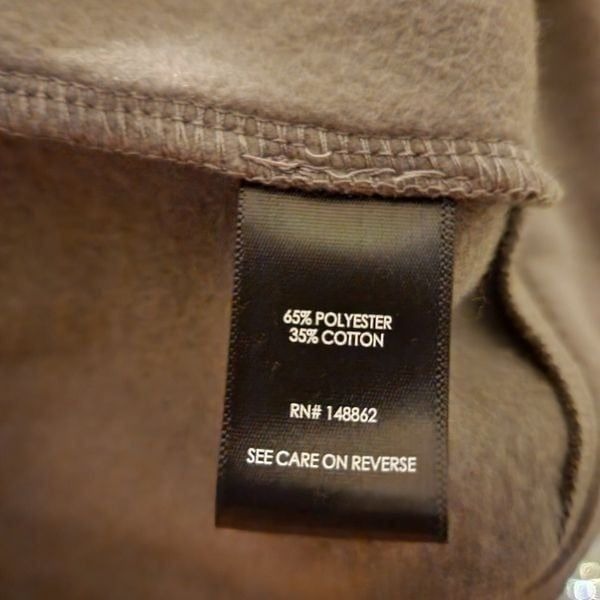 65% POLYESTER
35% COTTON
RN# 148862
SEE CARE ON REVERSE